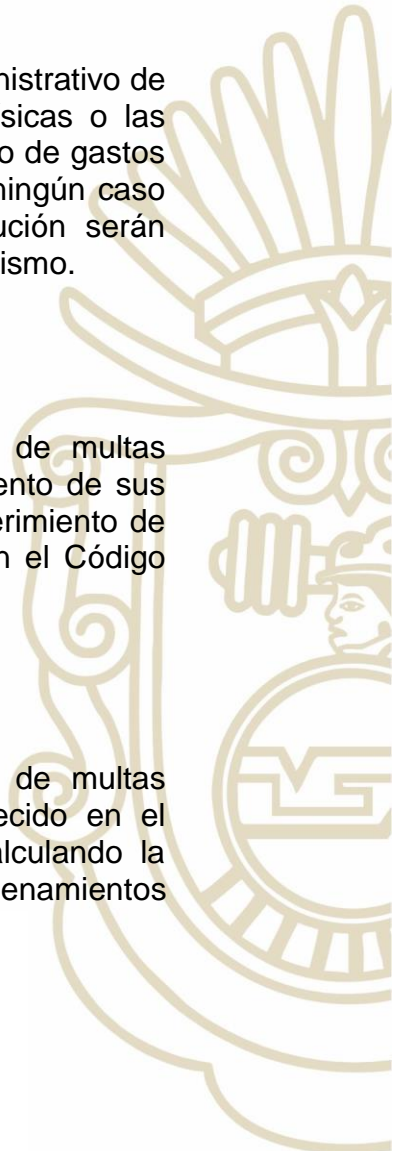 nistrativo de
sicas o las
o de gastos
ningún caso
ución serán
ismo.
de multas
ento de sus
erimiento de
n el Código
de multas
ecido en el
alculando la
enamientos